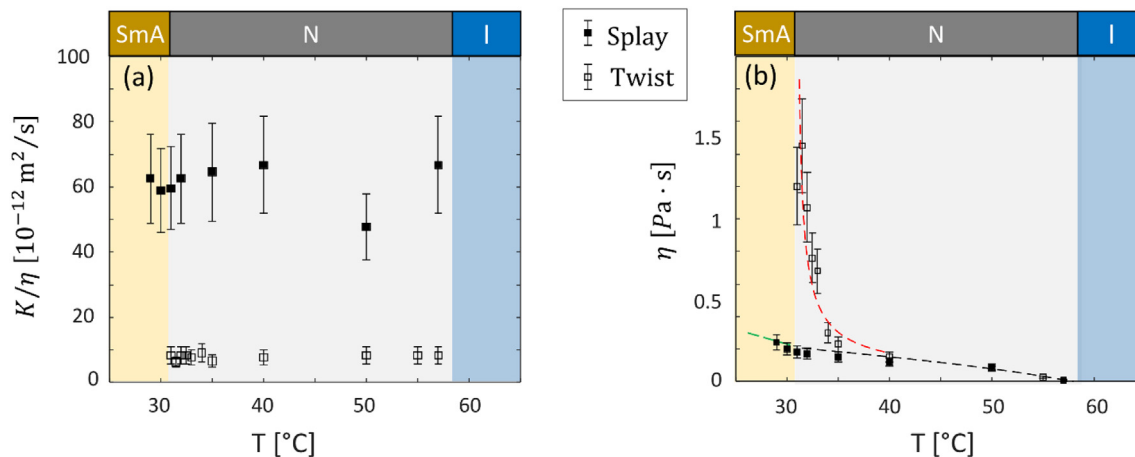 SmA N I
(a)
100
80
60
40
20
0
K/η [10⁻¹² m²/s]
30 40 50 60
T [°C]
Splay
Twist
SmA N I
(b)
1.5
1
0.5
0
η [Pa · s]
30 40 50 60
T [°C]